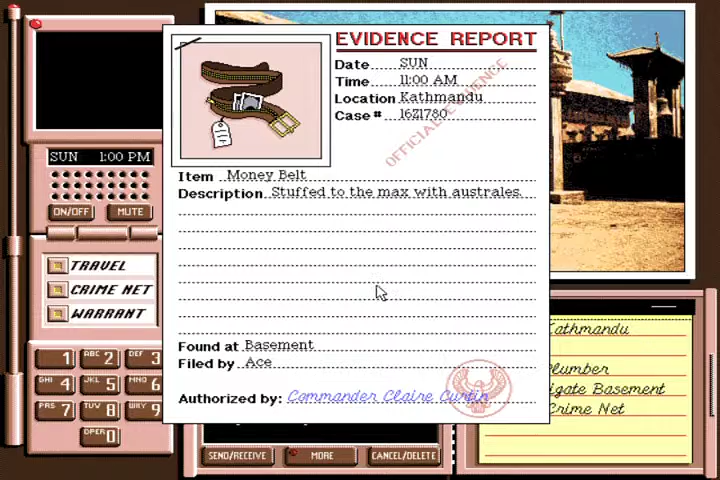 EVIDENCE REPORT
Date SUN
Time 11:00 AM
Location Kathmandu
Case # 16Z1780
OFFICIAL EVIDENCE
Item Money Belt
Description Stuffed to the max with australes.
Found at Basement
Filed by Ace
Authorized by: Commander Claire Curtin
SUN 1:00 PM
ON/OFF MUTE
TRAVEL
CRIME NET
WARRANT
1 ABC 2 DEF 3
GHI 4 JKL 5 MNO 6
PRS 7 TUV 8 WXY 9
OPER 0
Kathmandu
Plumber
igate Basement
Crime Net
SEND/RECEIVE MORE CANCEL/DELETE